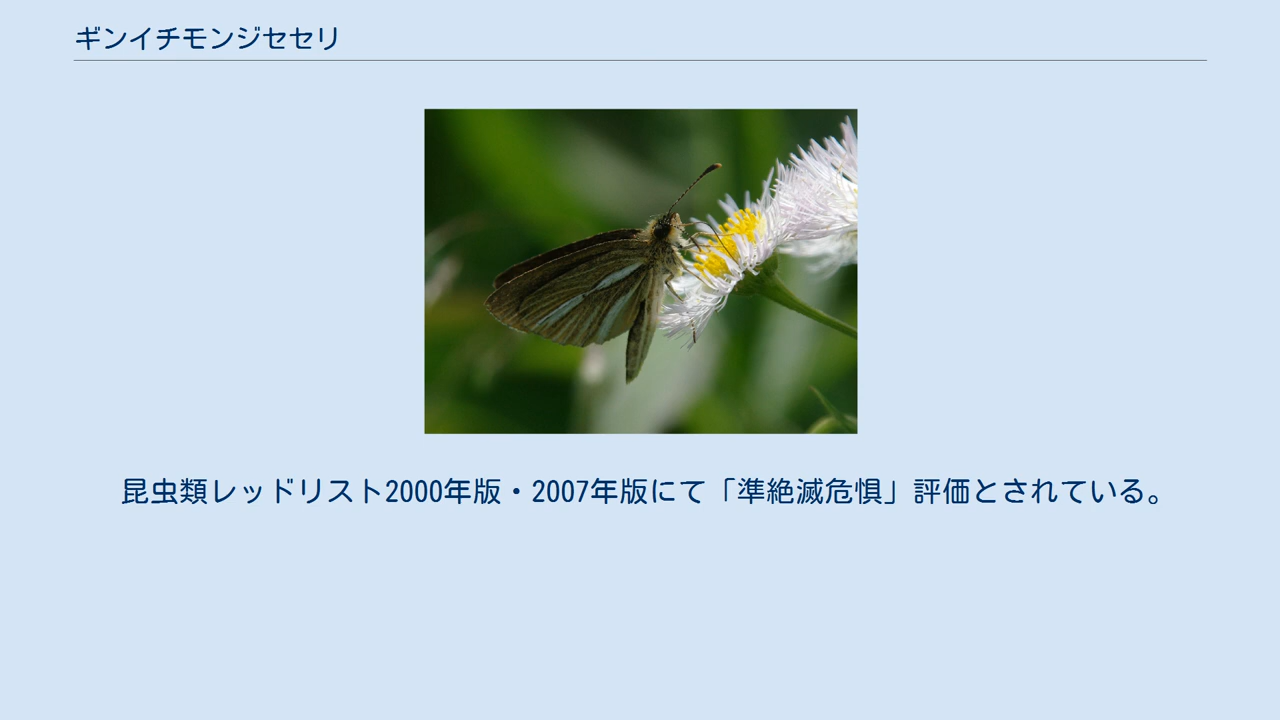 ギンイチモンジセセリ
昆虫類レッドリスト2000年版・2007年版にて「準絶滅危惧」評価とされている。